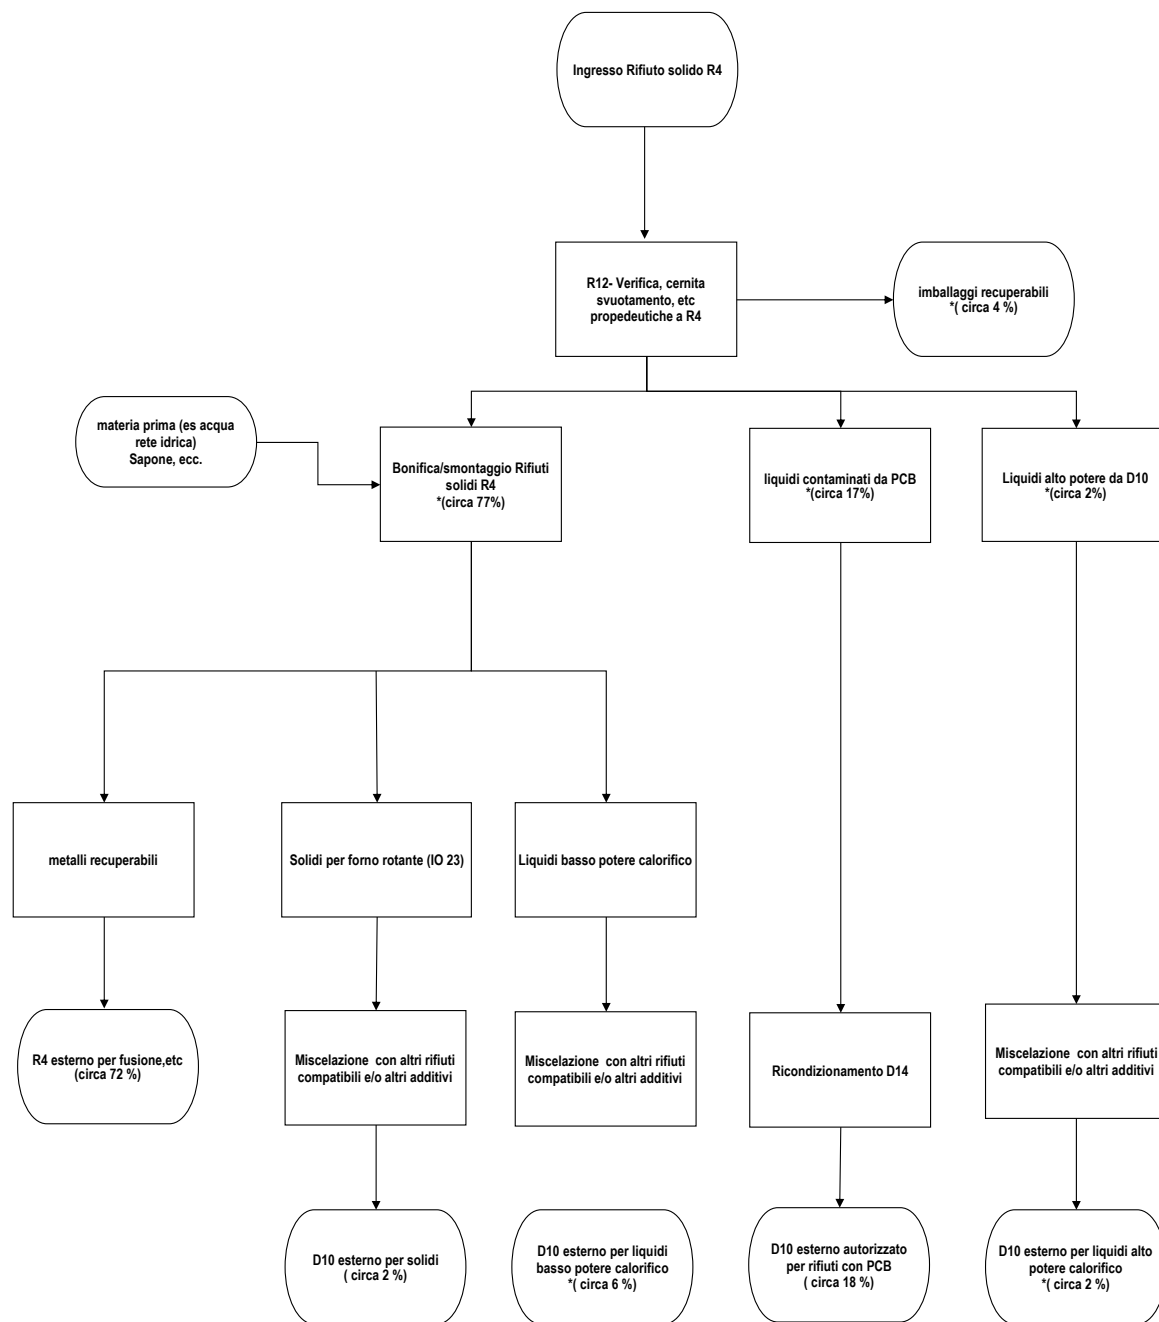 Ingresso Rifiuto solido R4
R12- Verifica, cernita
svuotamento, etc
propedeutiche a R4
imballaggi recuperabili
*( circa 4 %)
materia prima (es acqua
rete idrica)
Sapone, ecc.
Bonifica/smontaggio Rifiuti
solidi R4
*(circa 77%)
liquidi contaminati da PCB
*(circa 17%)
Liquidi alto potere da D10
*(circa 2%)
metalli recuperabili
Solidi per forno rotante (IO 23)
Liquidi basso potere calorifico
R4 esterno per fusione,etc
(circa 72 %)
Miscelazione  con altri rifiuti
compatibili e/o altri additivi
Miscelazione  con altri rifiuti
compatibili e/o altri additivi
Ricondizionamento D14
Miscelazione  con altri rifiuti
compatibili e/o altri additivi
D10 esterno per solidi
( circa 2 %)
D10 esterno per liquidi
basso potere calorifico
*( circa 6 %)
D10 esterno autorizzato
per rifiuti con PCB
( circa 18 %)
D10 esterno per liquidi alto
potere calorifico
*( circa 2 %)